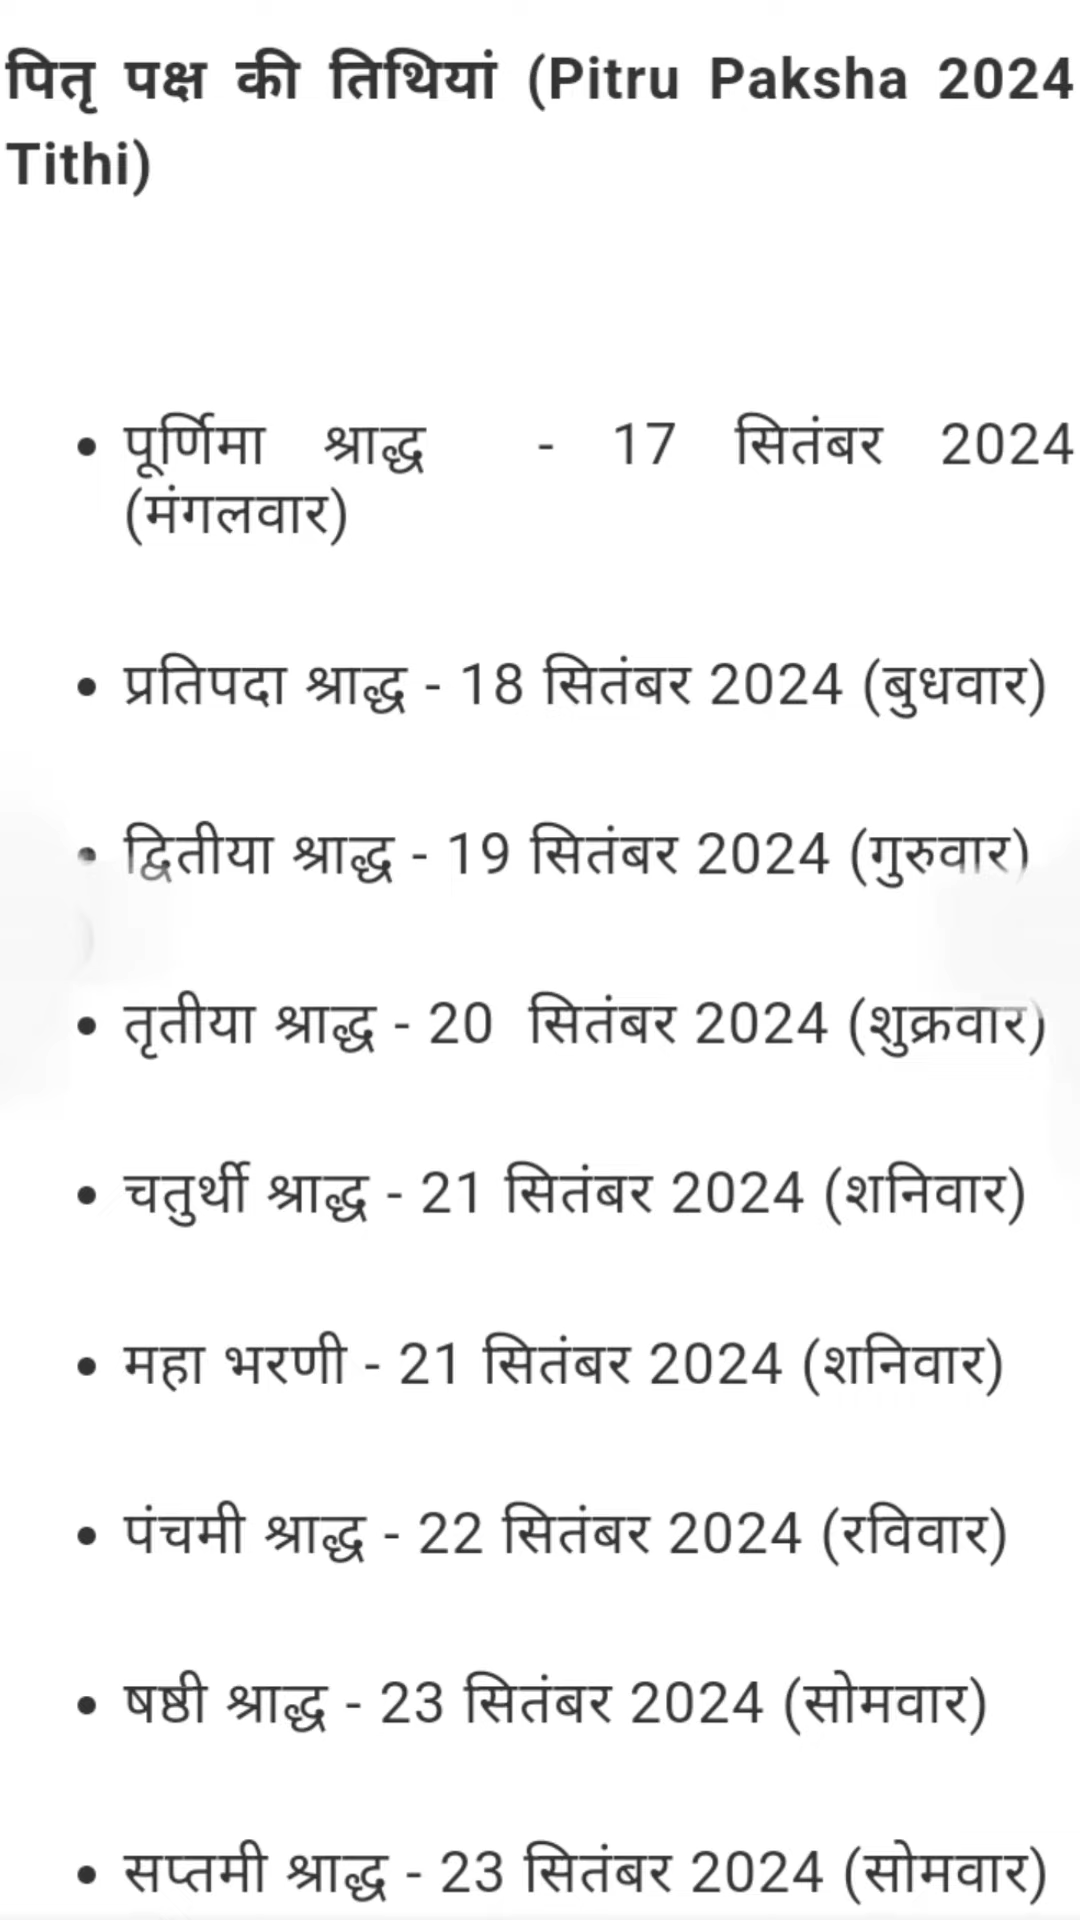 पितृ पक्ष की तिथियां (Pitru Paksha 2024
Tithi)
• पूर्णिमा श्राद्ध - 17 सितंबर 2024
(मंगलवार)
• प्रतिपदा श्राद्ध - 18 सितंबर 2024 (बुधवार)
• द्वितीया श्राद्ध - 19 सितंबर 2024 (गुरुवार)
• तृतीया श्राद्ध - 20 सितंबर 2024 (शुक्रवार)
• चतुर्थी श्राद्ध - 21 सितंबर 2024 (शनिवार)
• महा भरणी - 21 सितंबर 2024 (शनिवार)
• पंचमी श्राद्ध - 22 सितंबर 2024 (रविवार)
• षष्ठी श्राद्ध - 23 सितंबर 2024 (सोमवार)
• सप्तमी श्राद्ध - 23 सितंबर 2024 (सोमवार)